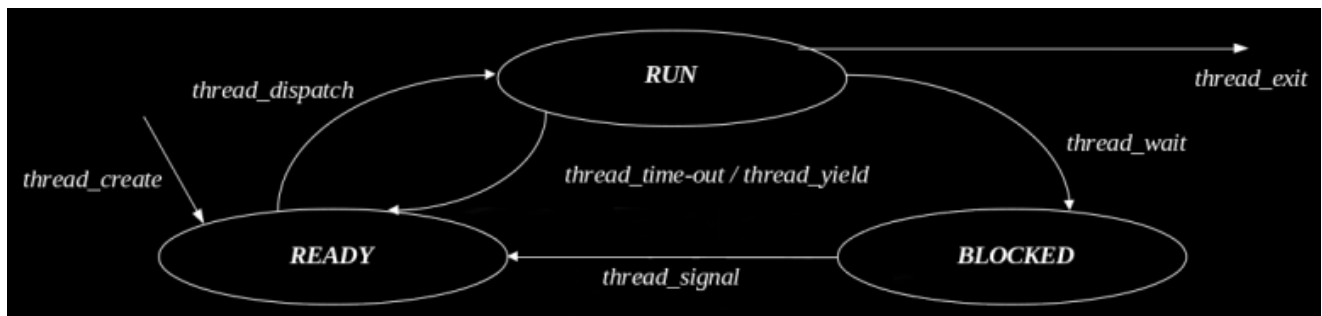 RUN
thread_exit
thread_dispatch
thread_wait
thread_create
thread_time-out / thread_yield
READY
BLOCKED
thread_signal